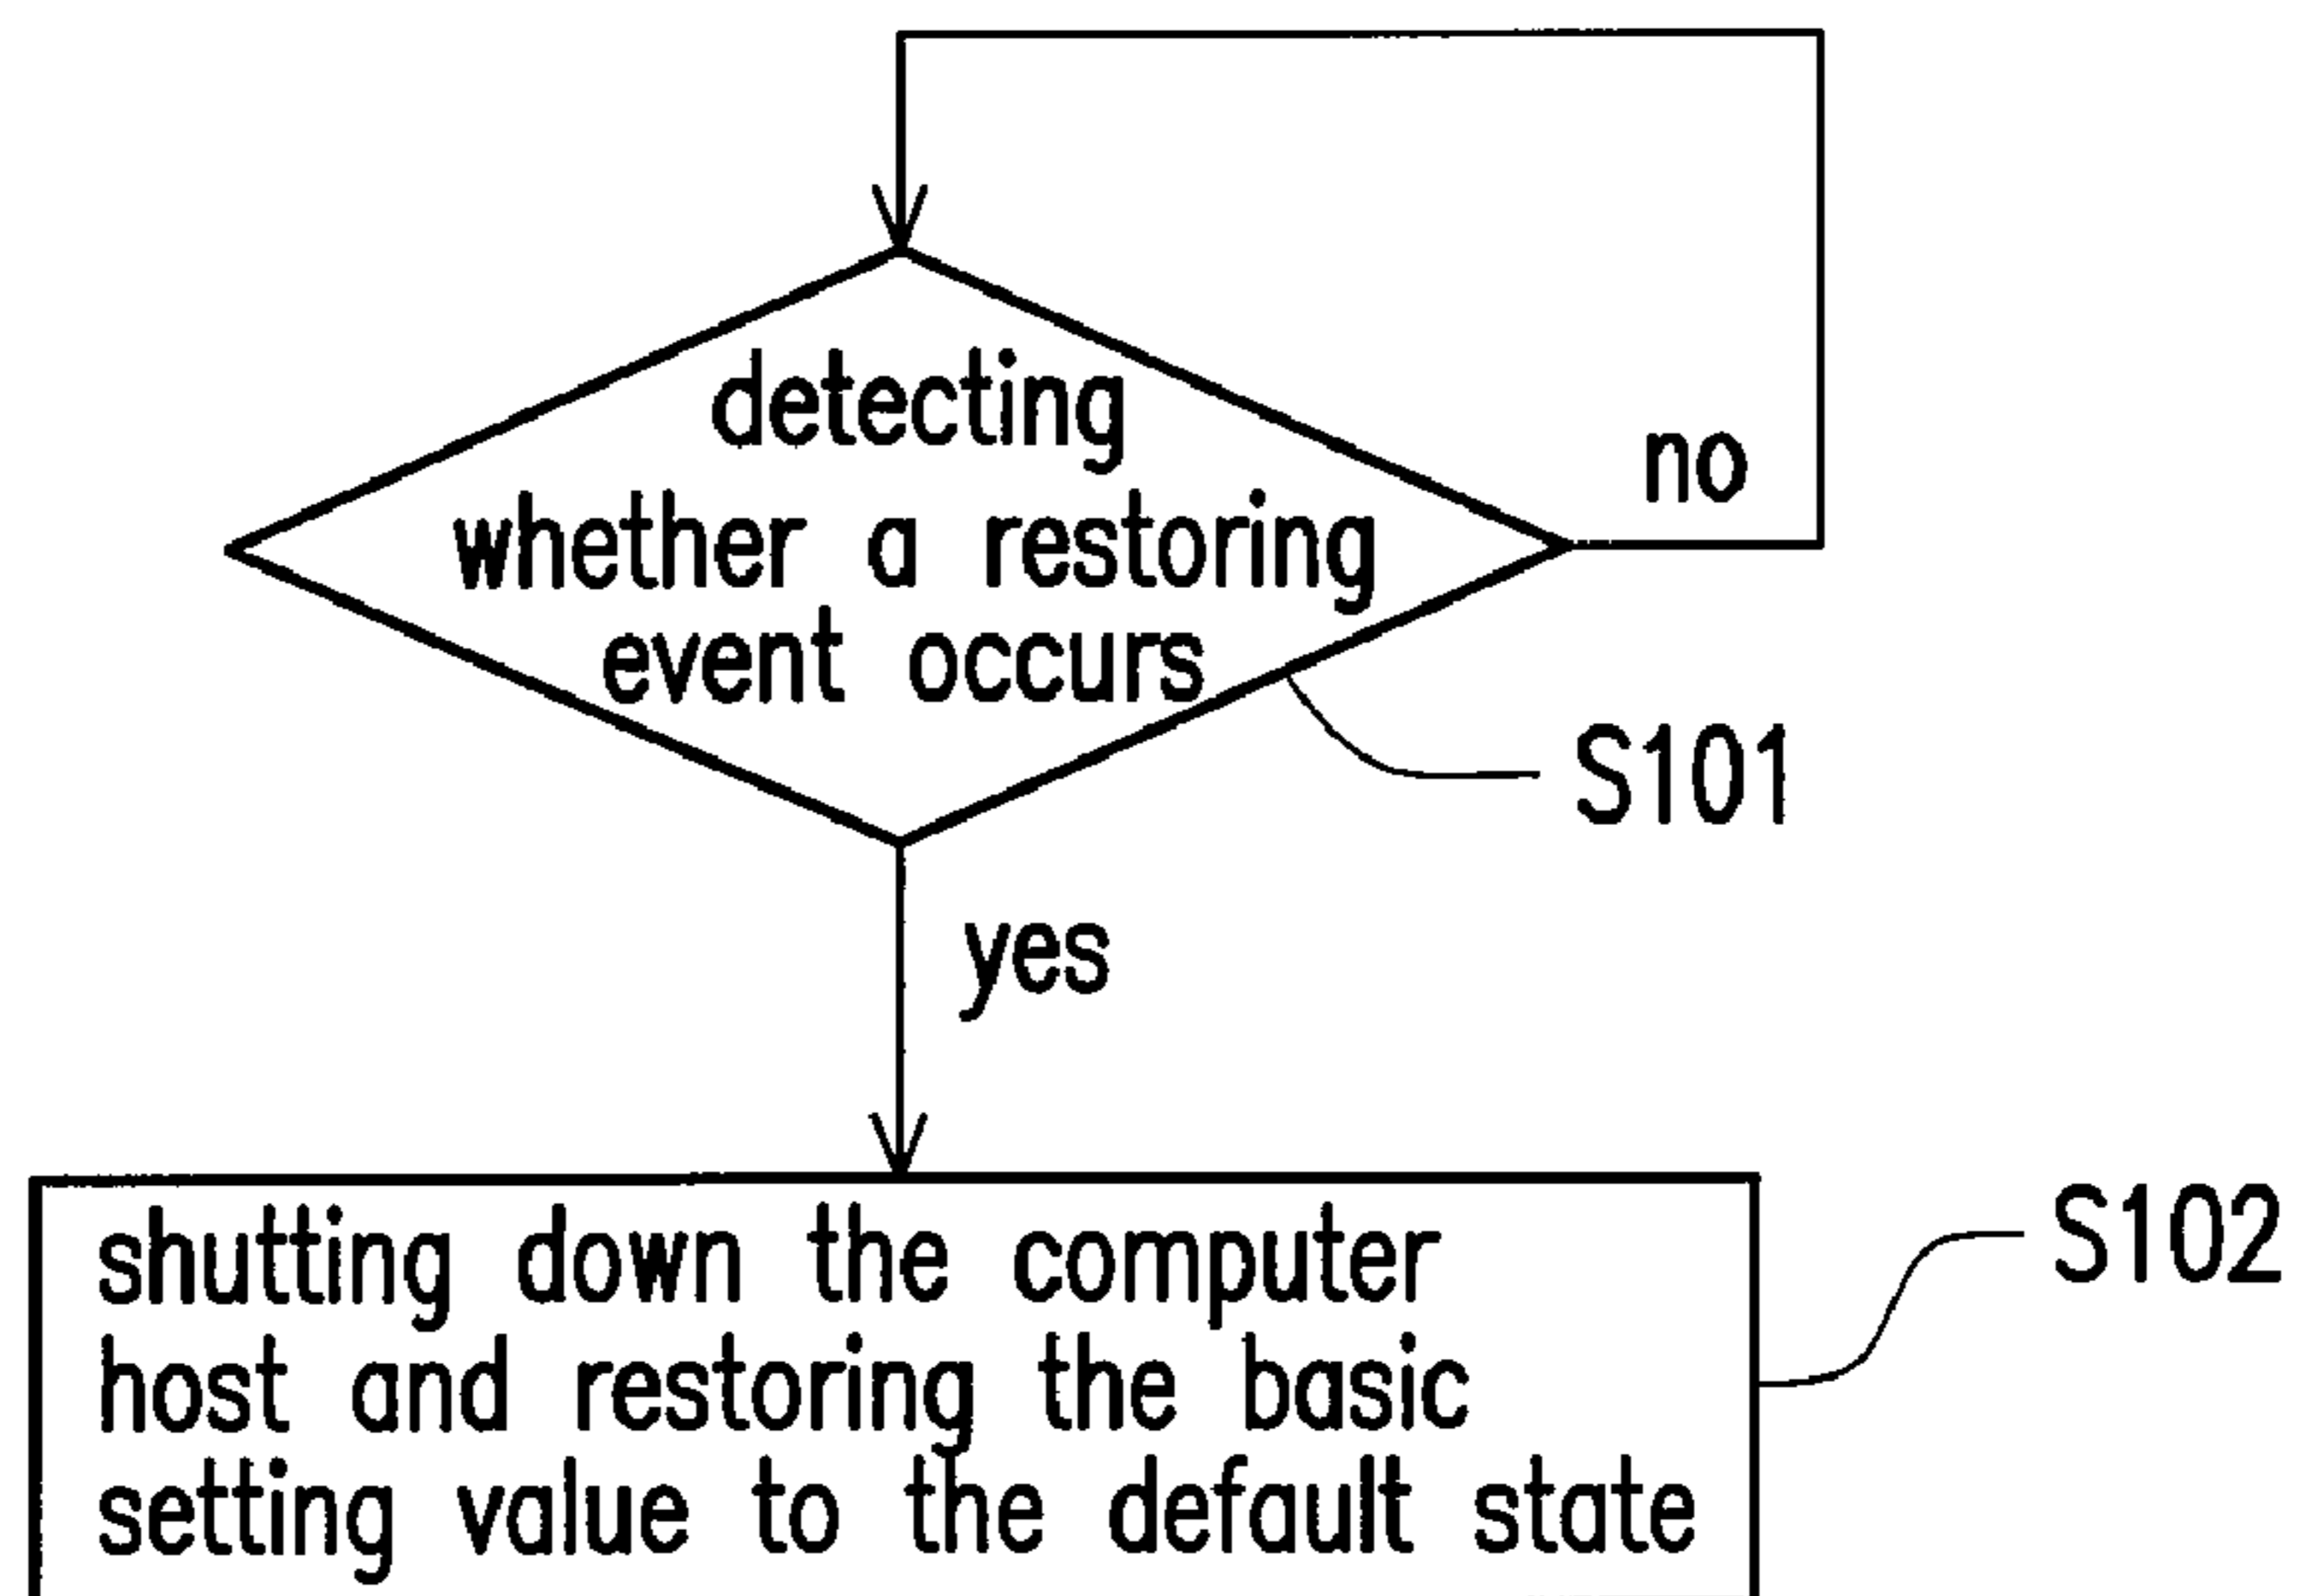 detecting
whether a restoring
event occurs
no
S101
yes
shutting down the computer
host and restoring the basic
setting value to the default state
S102